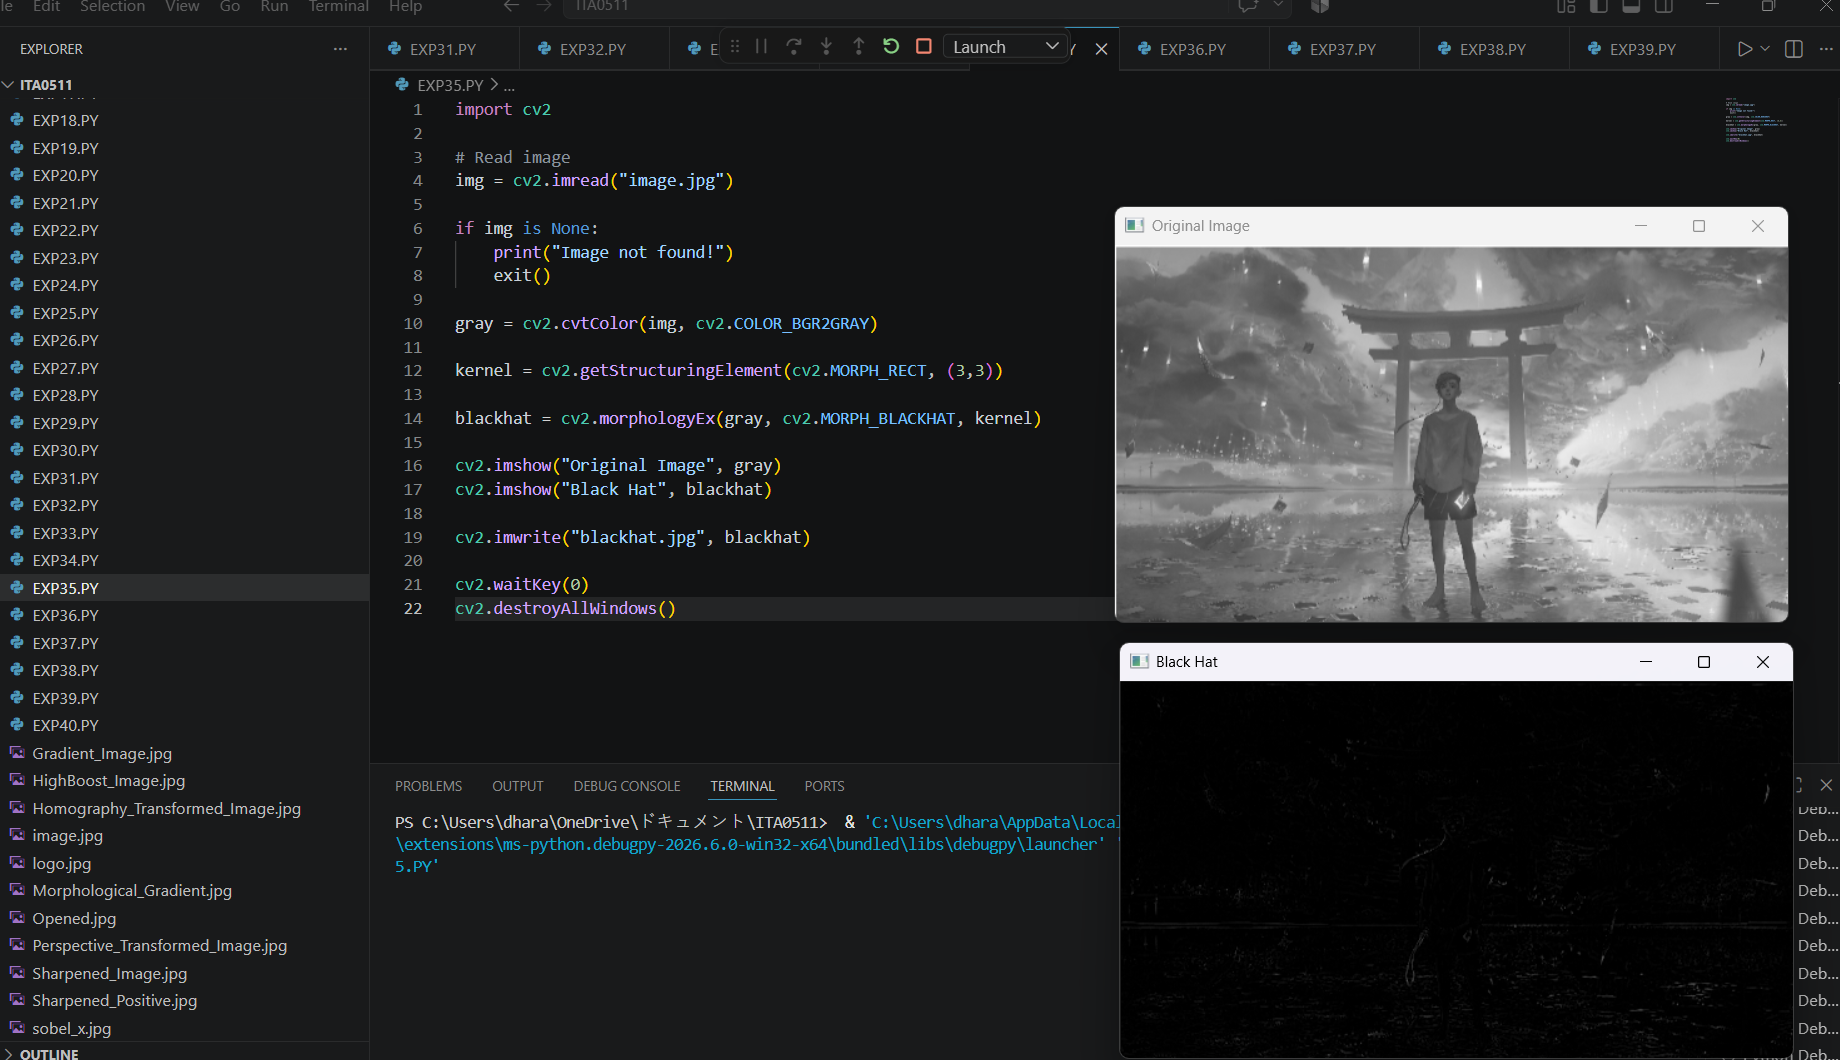 Edit Selection View Go Run Terminal Help
ITA0511
EXPLORER
EXP31.PY
EXP32.PY
Launch
EXP36.PY
EXP37.PY
EXP38.PY
EXP39.PY
ITA0511
EXP18.PY
EXP19.PY
EXP20.PY
EXP21.PY
EXP22.PY
EXP23.PY
EXP24.PY
EXP25.PY
EXP26.PY
EXP27.PY
EXP28.PY
EXP29.PY
EXP30.PY
EXP31.PY
EXP32.PY
EXP33.PY
EXP34.PY
EXP35.PY
EXP36.PY
EXP37.PY
EXP38.PY
EXP39.PY
EXP40.PY
Gradient_Image.jpg
HighBoost_Image.jpg
Homography_Transformed_Image.jpg
image.jpg
logo.jpg
Morphological_Gradient.jpg
Opened.jpg
Perspective_Transformed_Image.jpg
Sharpened_Image.jpg
Sharpened_Positive.jpg
sobel_x.jpg
OUTLINE
EXP35.PY > ...
1 import cv2
2
3 # Read image
4 img = cv2.imread("image.jpg")
5
6 if img is None:
7 print("Image not found!")
8 exit()
9
10 gray = cv2.cvtColor(img, cv2.COLOR_BGR2GRAY)
11
12 kernel = cv2.getStructuringElement(cv2.MORPH_RECT, (3,3))
13
14 blackhat = cv2.morphologyEx(gray, cv2.MORPH_BLACKHAT, kernel)
15
16 cv2.imshow("Original Image", gray)
17 cv2.imshow("Black Hat", blackhat)
18
19 cv2.imwrite("blackhat.jpg", blackhat)
20
21 cv2.waitKey(0)
22 cv2.destroyAllWindows()
Original Image
Black Hat
PROBLEMS OUTPUT DEBUG CONSOLE TERMINAL PORTS
PS C:\Users\dhara\OneDrive\ドキュメント\ITA0511> & 'C:\Users\dhara\AppData\Local
\extensions\ms-python.debugpy-2026.6.0-win32-x64\bundled\libs\debugpy\launcher' '
5.PY'
Deb...
Deb...
Deb...
Deb...
Deb...
Deb...
Deb...
Deb...
Deb...
Deb...